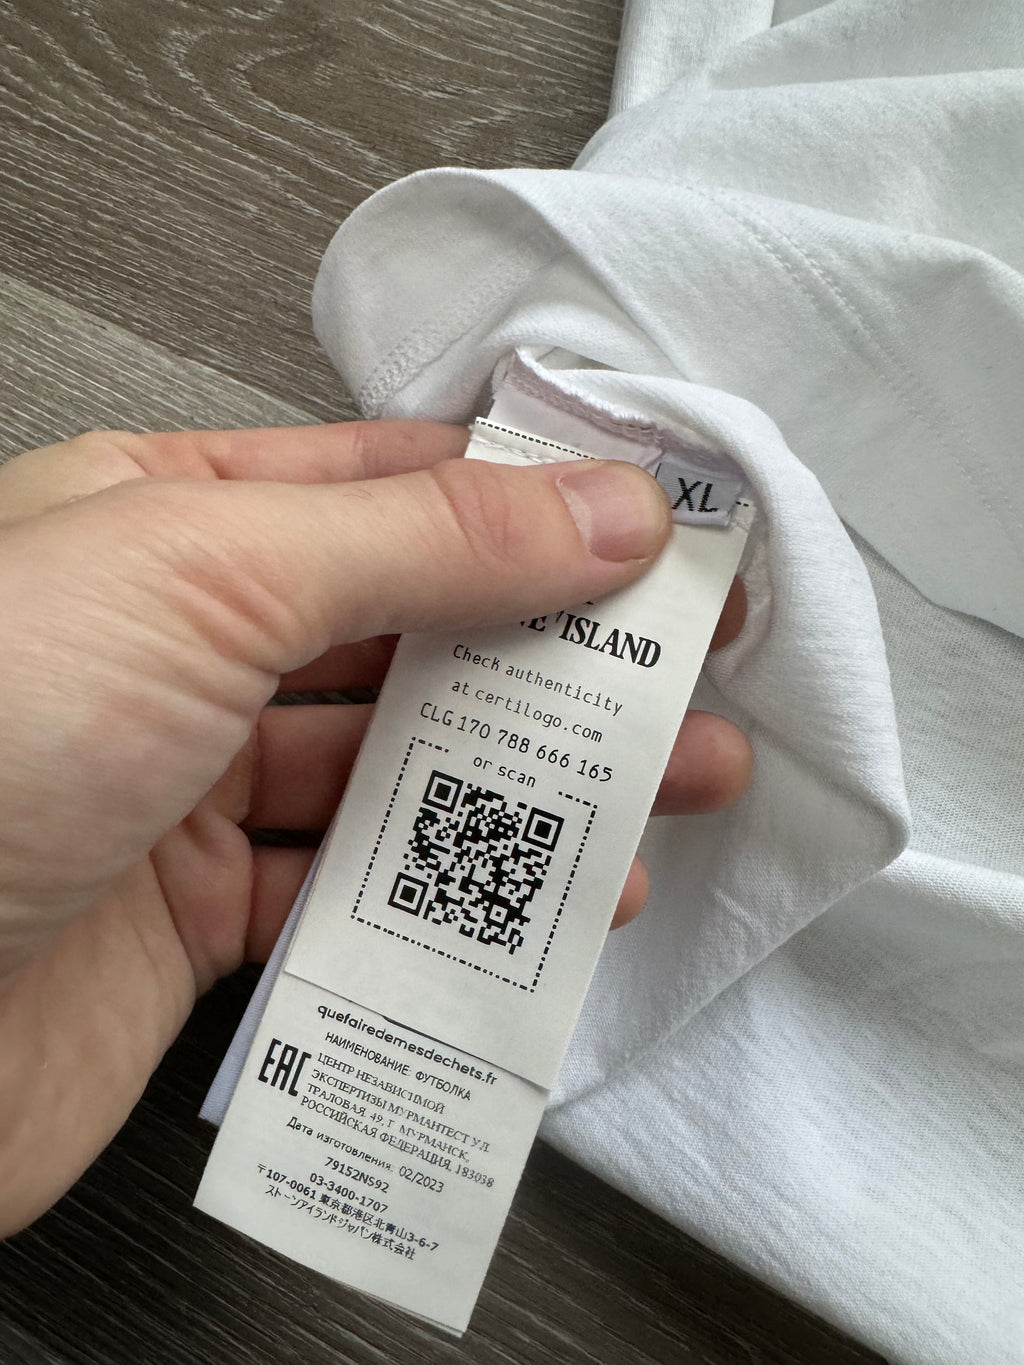 XL
ISLAND
Check authenticity
at certilogo.com
CLG 170 788 666 165
or scan
quefairedemesdechets.fr
НАИМЕНОВАНИЕ: ФУТБОЛКА
EAC
ЦЕНТР НЕЗАВИСИМОЙ
ЭКСПЕРТИЗЫ МУРМАНТЕСТ УЛ.
ТРАЛОВАЯ, 49, Г. МУРМАНСК,
РОССИЙСКАЯ ФЕДЕРАЦИЯ, 183038
Дата изготовления: 02/2023
79152NS92
03-3400-1707
〒107-0061 東京都港区北青山3-6-7
ストーンアイランドジャパン株式会社